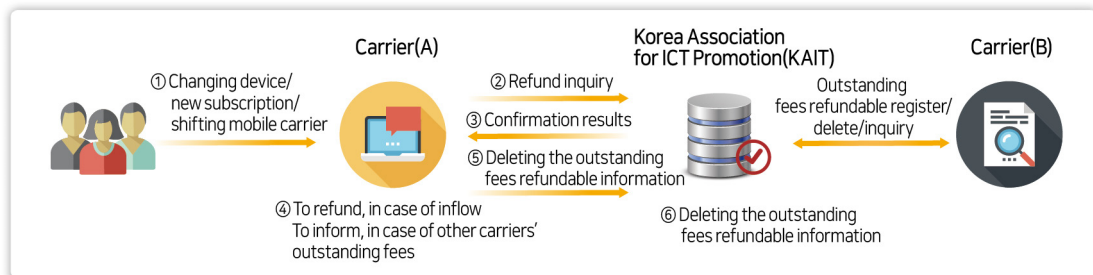 Carrier(A)
Korea Association
for ICT Promotion(KAIT)
Carrier(B)
① Changing device/
new subscription/
shifting mobile carrier
② Refund inquiry
③ Confirmation results
⑤ Deleting the outstanding
fees refundable information
Outstanding
fees refundable register/
delete/inquiry
④ To refund, in case of inflow
To inform, in case of other carriers'
outstanding fees
⑥ Deleting the outstanding
fees refundable information